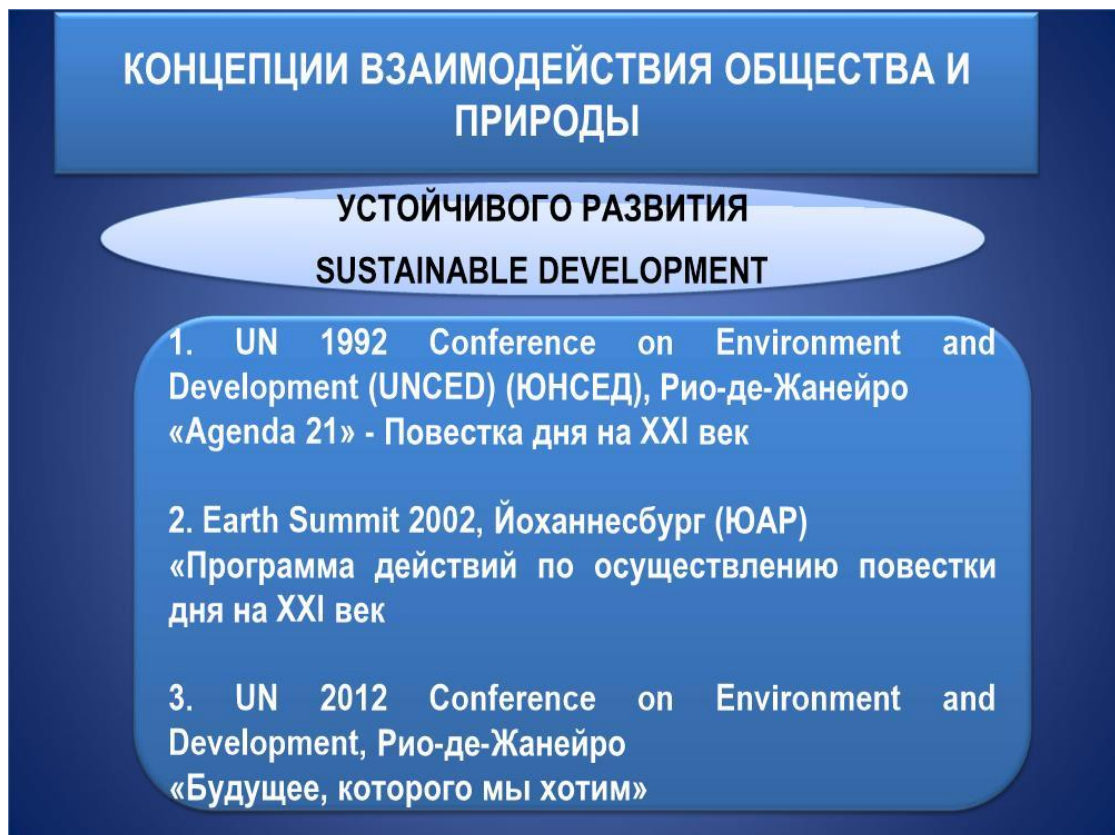 КОНЦЕПЦИИ ВЗАИМОДЕЙСТВИЯ ОБЩЕСТВА И
ПРИРОДЫ
УСТОЙЧИВОГО РАЗВИТИЯ
SUSTAINABLE DEVELOPMENT
1. UN 1992 Conference on Environment and
Development (UNCED) (ЮНСЕД), Рио-де-Жанейро
«Agenda 21» - Повестка дня на XXI век
2. Earth Summit 2002, Йоханнесбург (ЮАР)
«Программа действий по осуществлению повестки
дня на XXI век
3. UN 2012 Conference on Environment and
Development, Рио-де-Жанейро
«Будущее, которого мы хотим»